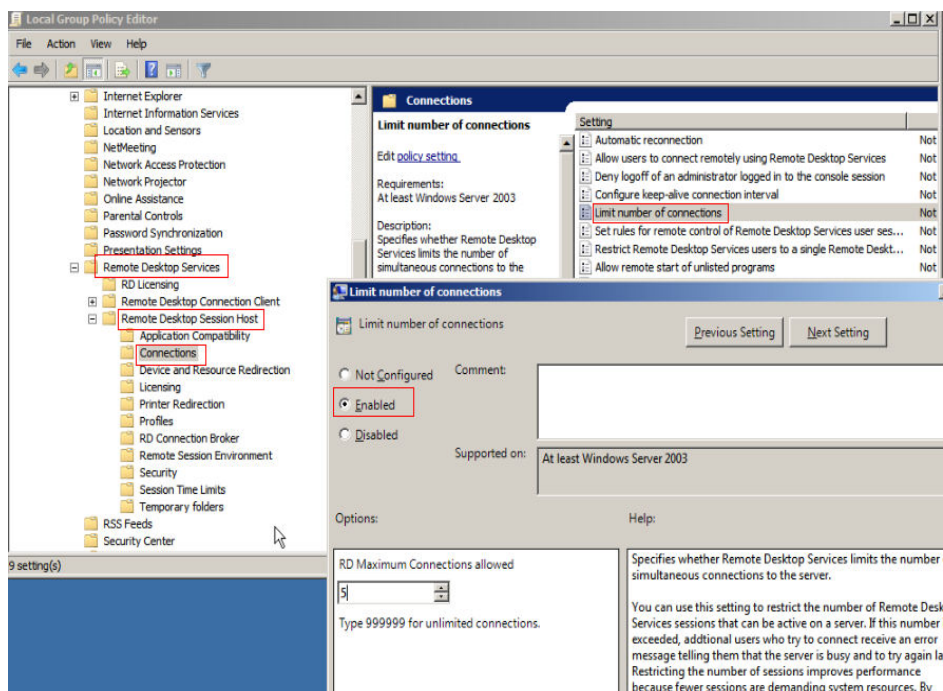 Local Group Policy Editor
File Action View Help
Internet Explorer
Internet Information Services
Location and Sensors
NetMeeting
Network Access Protection
Network Projector
Online Assistance
Parental Controls
Password Synchronization
Presentation Settings
Remote Desktop Services
RD Licensing
Remote Desktop Connection Client
Remote Desktop Session Host
Application Compatibility
Connections
Device and Resource Redirection
Licensing
Printer Redirection
Profiles
RD Connection Broker
Remote Session Environment
Security
Session Time Limits
Temporary folders
RSS Feeds
Security Center
9 setting(s)
Connections
Limit number of connections
Edit policy setting
Requirements:
At least Windows Server 2003
Description:
Specifies whether Remote Desktop
Services limits the number of
simultaneous connections to the
Setting
Automatic reconnection Not
Allow users to connect remotely using Remote Desktop Services Not
Deny logoff of an administrator logged in to the console session Not
Configure keep-alive connection interval Not
Limit number of connections Not
Set rules for remote control of Remote Desktop Services user ses... Not
Restrict Remote Desktop Services users to a single Remote Deskt... Not
Allow remote start of unlisted programs Not
Limit number of connections
Limit number of connections
Previous Setting Next Setting
Not Configured
Enabled
Disabled
Comment:
Supported on:
At least Windows Server 2003
Options:
Help:
RD Maximum Connections allowed
5
Type 999999 for unlimited connections.
Specifies whether Remote Desktop Services limits the number
simultaneous connections to the server.
You can use this setting to restrict the number of Remote Desk
Services sessions that can be active on a server. If this number
exceeded, addtional users who try to connect receive an error
message telling them that the server is busy and to try again la
Restricting the number of sessions improves performance
because fewer sessions are demanding system resources. By